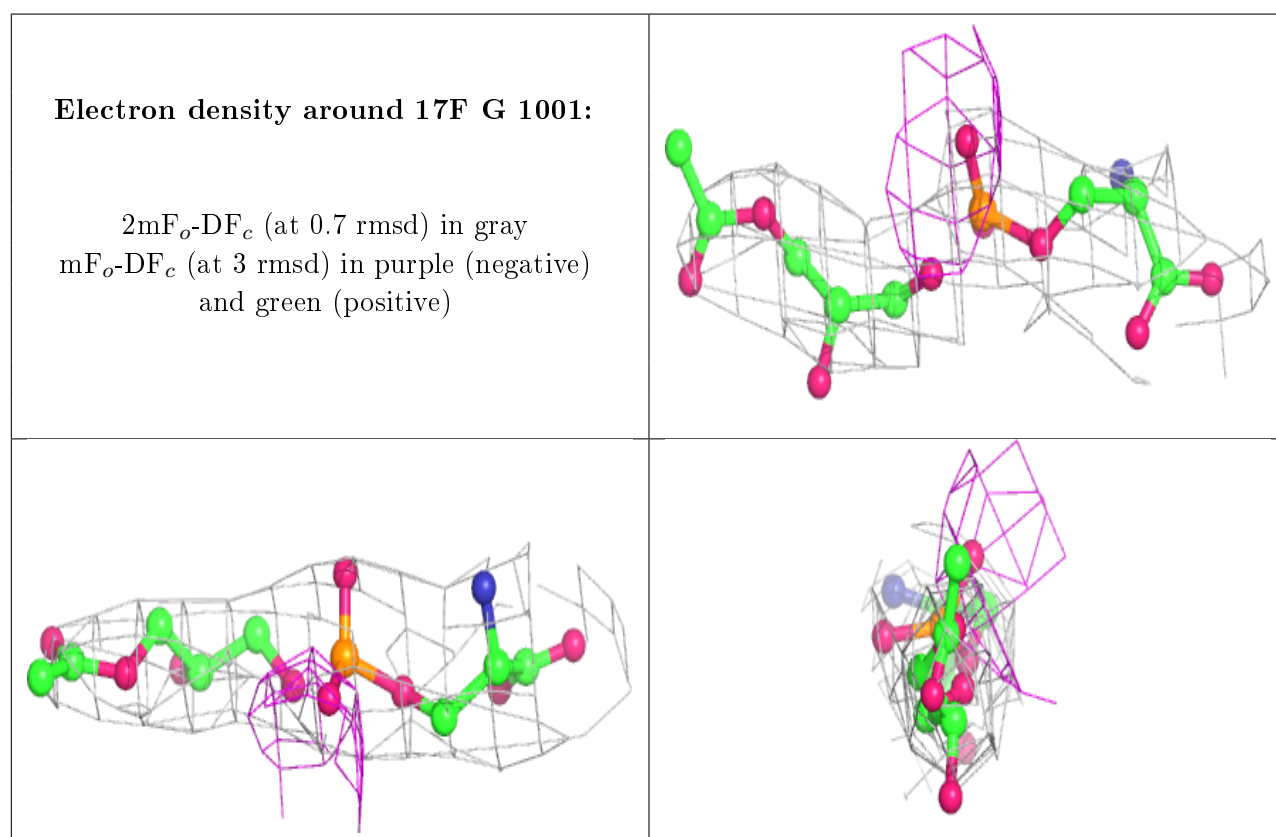 Electron density around 17F G 1001:
2mFo-DFc (at 0.7 rmsd) in gray
mFo-DFc (at 3 rmsd) in purple (negative)
and green (positive)